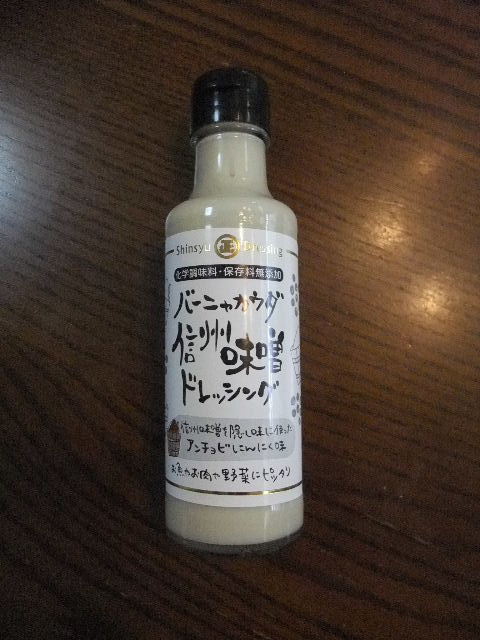 Shinsyu Dressing
化学調味料・保存料無添加
バーニャカウダ
信州味噌
ドレッシング
信州味噌を隠し味に使った
アンチョビにんにく味
お魚やお肉や野菜にピッタリ